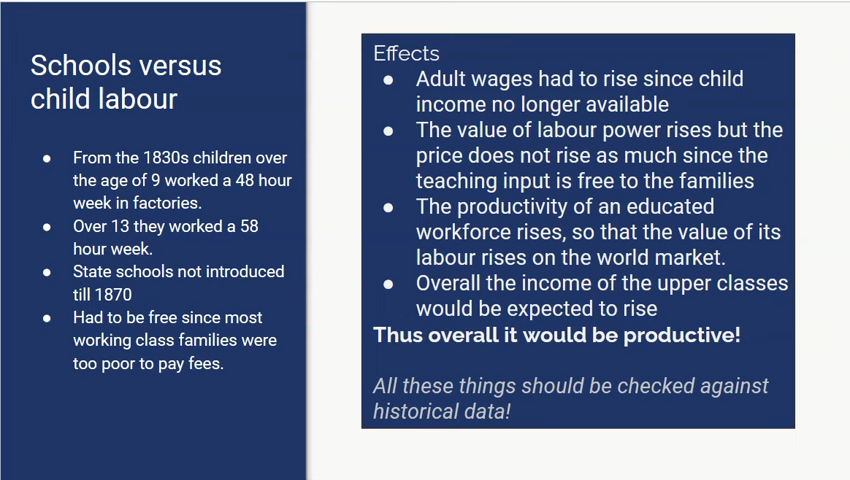 Schools versus
child labour
● From the 1830s children over
the age of 9 worked a 48 hour
week in factories.
● Over 13 they worked a 58
hour week.
● State schools not introduced
till 1870
● Had to be free since most
working class families were
too poor to pay fees.
Effects
● Adult wages had to rise since child
income no longer available
● The value of labour power rises but the
price does not rise as much since the
teaching input is free to the families
● The productivity of an educated
workforce rises, so that the value of its
labour rises on the world market.
● Overall the income of the upper classes
would be expected to rise
Thus overall it would be productive!
All these things should be checked against
historical data!